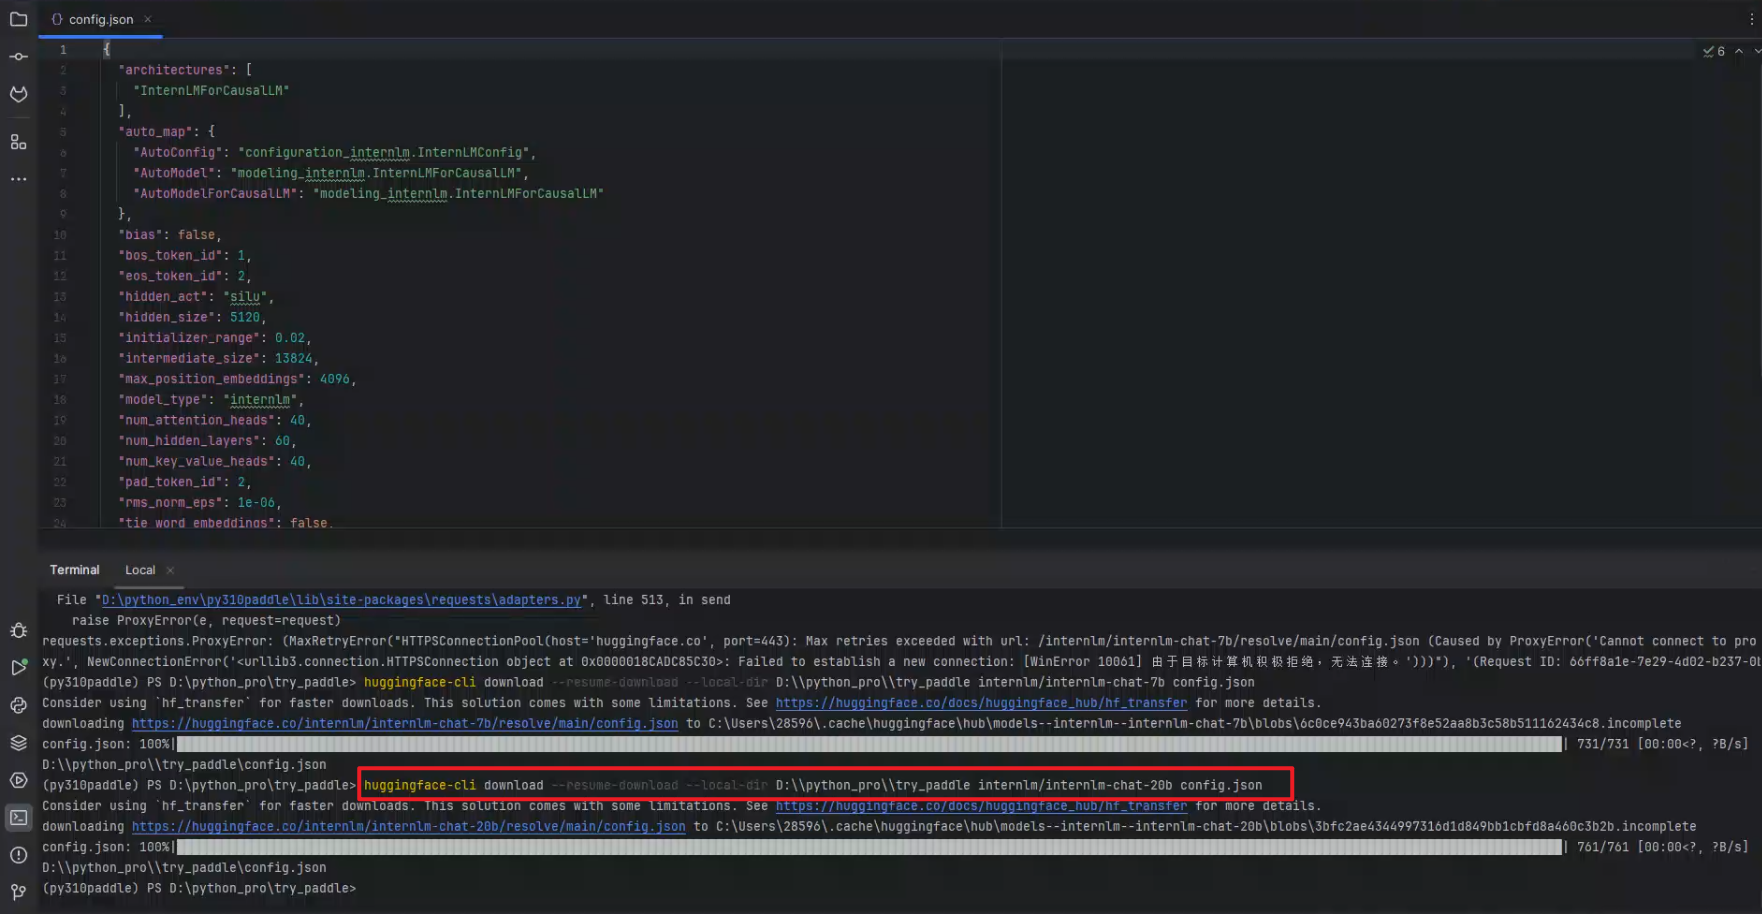 config.json
6
1 {
2 "architectures": [
3 "InternLMForCausalLM"
4 ],
5 "auto_map": {
6 "AutoConfig": "configuration_internlm.InternLMConfig",
7 "AutoModel": "modeling_internlm.InternLMForCausalLM",
8 "AutoModelForCausalLM": "modeling_internlm.InternLMForCausalLM"
9 },
10 "bias": false,
11 "bos_token_id": 1,
12 "eos_token_id": 2,
13 "hidden_act": "silu",
14 "hidden_size": 5120,
15 "initializer_range": 0.02,
16 "intermediate_size": 13824,
17 "max_position_embeddings": 4096,
18 "model_type": "internlm",
19 "num_attention_heads": 40,
20 "num_hidden_layers": 60,
21 "num_key_value_heads": 40,
22 "pad_token_id": 2,
23 "rms_norm_eps": 1e-06,
24 "tie_word_embeddings": false,
Terminal Local
File "D:\python_env\py310paddle\lib\site-packages\requests\adapters.py", line 513, in send
raise ProxyError(e, request=request)
requests.exceptions.ProxyError: (MaxRetryError("HTTPSConnectionPool(host='huggingface.co', port=443): Max retries exceeded with url: /internlm/internlm-chat-7b/resolve/main/config.json (Caused by ProxyError('Cannot connect to pro
xy.', NewConnectionError('<urllib3.connection.HTTPSConnection object at 0x0000018CADC85C30>: Failed to establish a new connection: [WinError 10061] 由于目标计算机积极拒绝，无法连接。')))"), '(Request ID: 66ff8a1e-7e29-4d02-b237-0b
(py310paddle) PS D:\python_pro\try_paddle> huggingface-cli download --resume-download --local-dir D:\\python_pro\\try_paddle internlm/internlm-chat-7b config.json
Consider using `hf_transfer` for faster downloads. This solution comes with some limitations. See https://huggingface.co/docs/huggingface_hub/hf_transfer for more details.
downloading https://huggingface.co/internlm/internlm-chat-7b/resolve/main/config.json to C:\Users\28596\.cache\huggingface\hub\models--internlm--internlm-chat-7b\blobs\6c0ce943ba60273f8e52aa8b3c58b511162434c8.incomplete
config.json: 100%| | 731/731 [00:00<?, ?B/s]
D:\\python_pro\\try_paddle\config.json
(py310paddle) PS D:\python_pro\try_paddle> huggingface-cli download --resume-download --local-dir D:\\python_pro\\try_paddle internlm/internlm-chat-20b config.json
Consider using `hf_transfer` for faster downloads. This solution comes with some limitations. See https://huggingface.co/docs/huggingface_hub/hf_transfer for more details.
downloading https://huggingface.co/internlm/internlm-chat-20b/resolve/main/config.json to C:\Users\28596\.cache\huggingface\hub\models--internlm--internlm-chat-20b\blobs\3bfc2ae4344997316d1d849bb1cbfd8a460c3b2b.incomplete
config.json: 100%| | 761/761 [00:00<?, ?B/s]
D:\\python_pro\\try_paddle\config.json
(py310paddle) PS D:\python_pro\try_paddle>